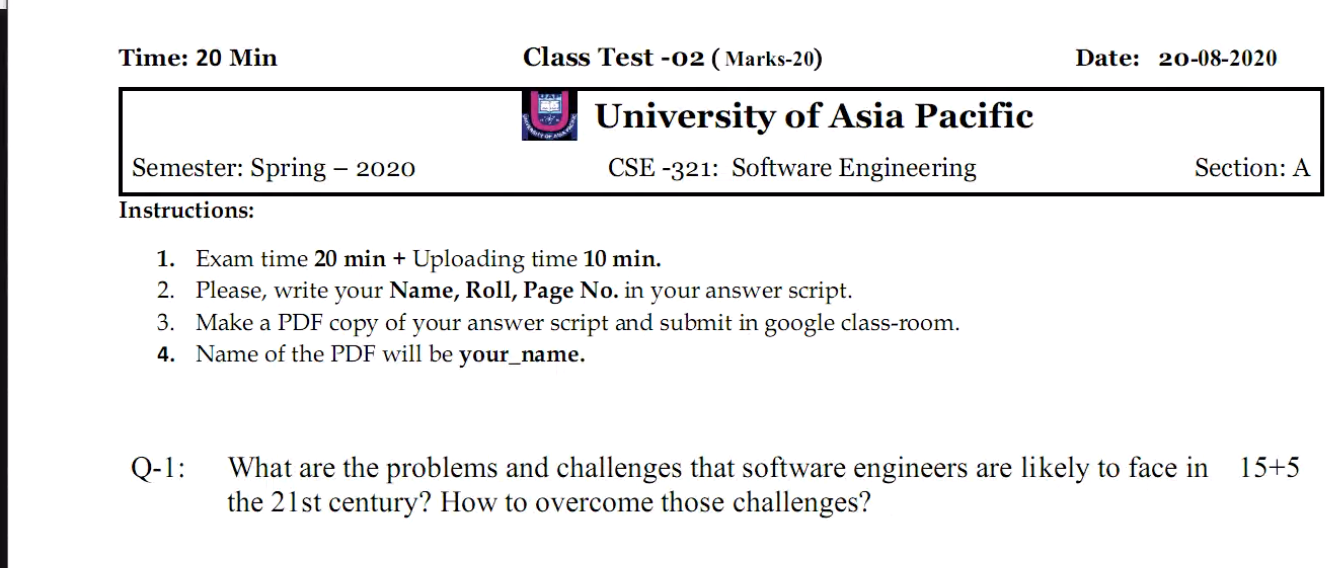 Time: 20 Min Class Test -02 ( Marks-20) Date: 20-08-2020
University of Asia Pacific
Semester: Spring – 2020 CSE -321: Software Engineering Section: A
Instructions:
1. Exam time 20 min + Uploading time 10 min.
2. Please, write your Name, Roll, Page No. in your answer script.
3. Make a PDF copy of your answer script and submit in google class-room.
4. Name of the PDF will be your_name.
Q-1: What are the problems and challenges that software engineers are likely to face in 15+5
the 21st century? How to overcome those challenges?